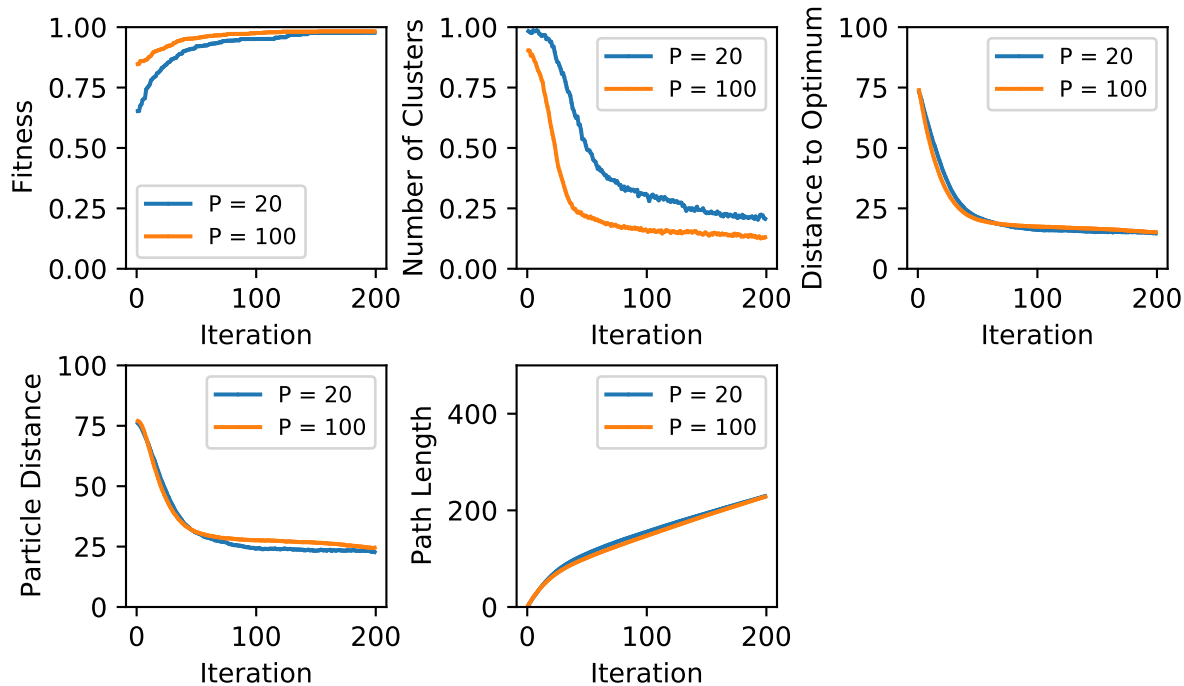 Fitness
1.00
0.75
0.50
0.25
0.00
P = 20
P = 100
0
100
200
Iteration
Number of Clusters
1.00
0.75
0.50
0.25
0.00
P = 20
P = 100
0
100
200
Iteration
Distance to Optimum
100
75
50
25
0
P = 20
P = 100
0
100
200
Iteration
Particle Distance
100
75
50
25
0
P = 20
P = 100
0
100
200
Iteration
Path Length
400
200
0
P = 20
P = 100
0
100
200
Iteration